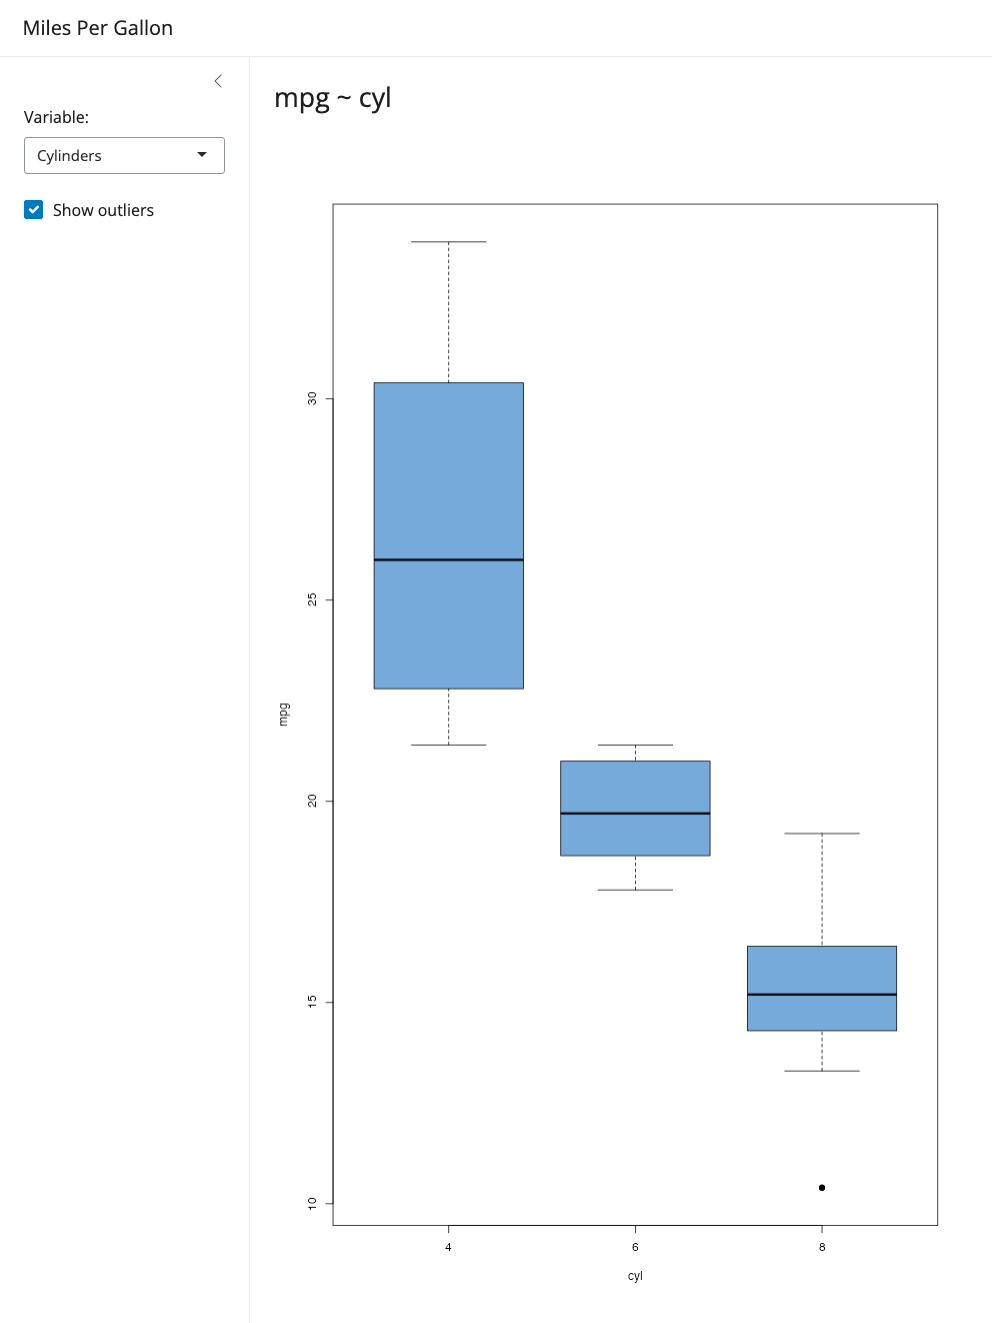 Miles Per Gallon
Variable:
Cylinders
Show outliers
mpg ~ cyl
30
25
20
15
10
mpg
4
6
8
cyl